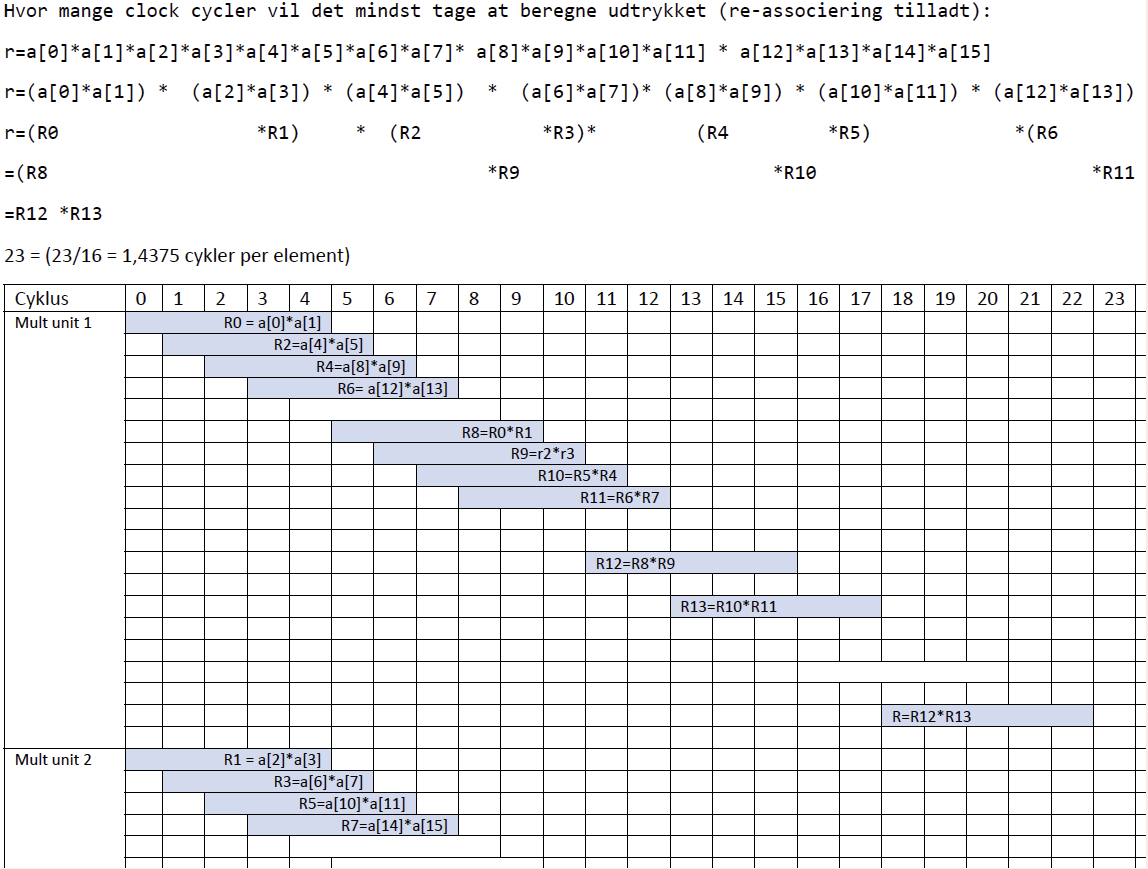 Hvor mange clock cycler vil det mindst tage at beregne udtrykket (re-associering tilladt):
r=a[0]*a[1]*a[2]*a[3]*a[4]*a[5]*a[6]*a[7]* a[8]*a[9]*a[10]*a[11] * a[12]*a[13]*a[14]*a[15]
r=(a[0]*a[1]) * (a[2]*a[3]) * (a[4]*a[5]) * (a[6]*a[7])* (a[8]*a[9]) * (a[10]*a[11]) * (a[12]*a[13])
r=(R0 *R1) * (R2 *R3)* (R4 *R5) *(R6
=(R8 *R9 *R10 *R11
=R12 *R13
23 = (23/16 = 1,4375 cykler per element)
Cyklus 0 1 2 3 4 5 6 7 8 9 10 11 12 13 14 15 16 17 18 19 20 21 22 23
Mult unit 1 R0 = a[0]*a[1]
R2=a[4]*a[5]
R4=a[8]*a[9]
R6= a[12]*a[13]
R8=R0*R1
R9=r2*r3
R10=R5*R4
R11=R6*R7
R12=R8*R9
R13=R10*R11
R=R12*R13
Mult unit 2 R1 = a[2]*a[3]
R3=a[6]*a[7]
R5=a[10]*a[11]
R7=a[14]*a[15]